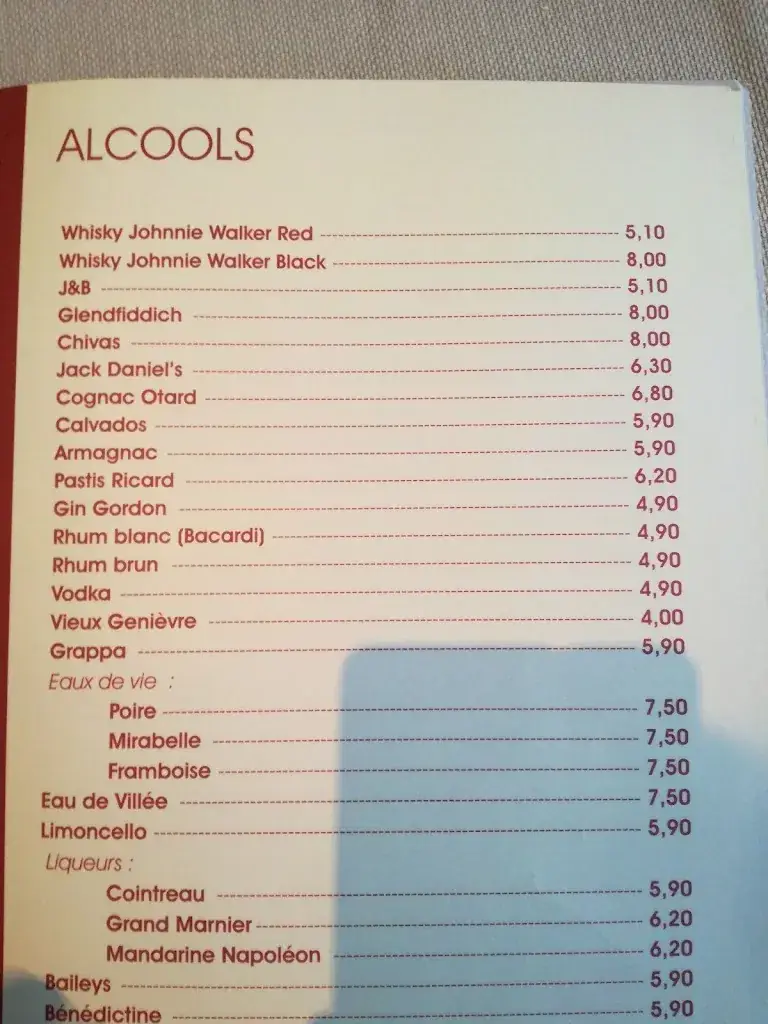 ALCOOLS
Whisky Johnnie Walker Red 5,10
Whisky Johnnie Walker Black 8,00
J&B 5,10
Glendfiddich 8,00
Chivas 8,00
Jack Daniel's 6,30
Cognac Otard 6,80
Calvados 5,90
Armagnac 5,90
Pastis Ricard 6,20
Gin Gordon 4,90
Rhum blanc (Bacardi) 4,90
Rhum brun 4,90
Vodka 4,90
Vieux Genièvre 4,00
Grappa 5,90
Eaux de vie :
Poire 7,50
Mirabelle 7,50
Framboise 7,50
Eau de Villée 7,50
Limoncello 5,90
Liqueurs :
Cointreau 5,90
Grand Marnier 6,20
Mandarine Napoléon 6,20
Baileys 5,90
Bénédictine 5,90